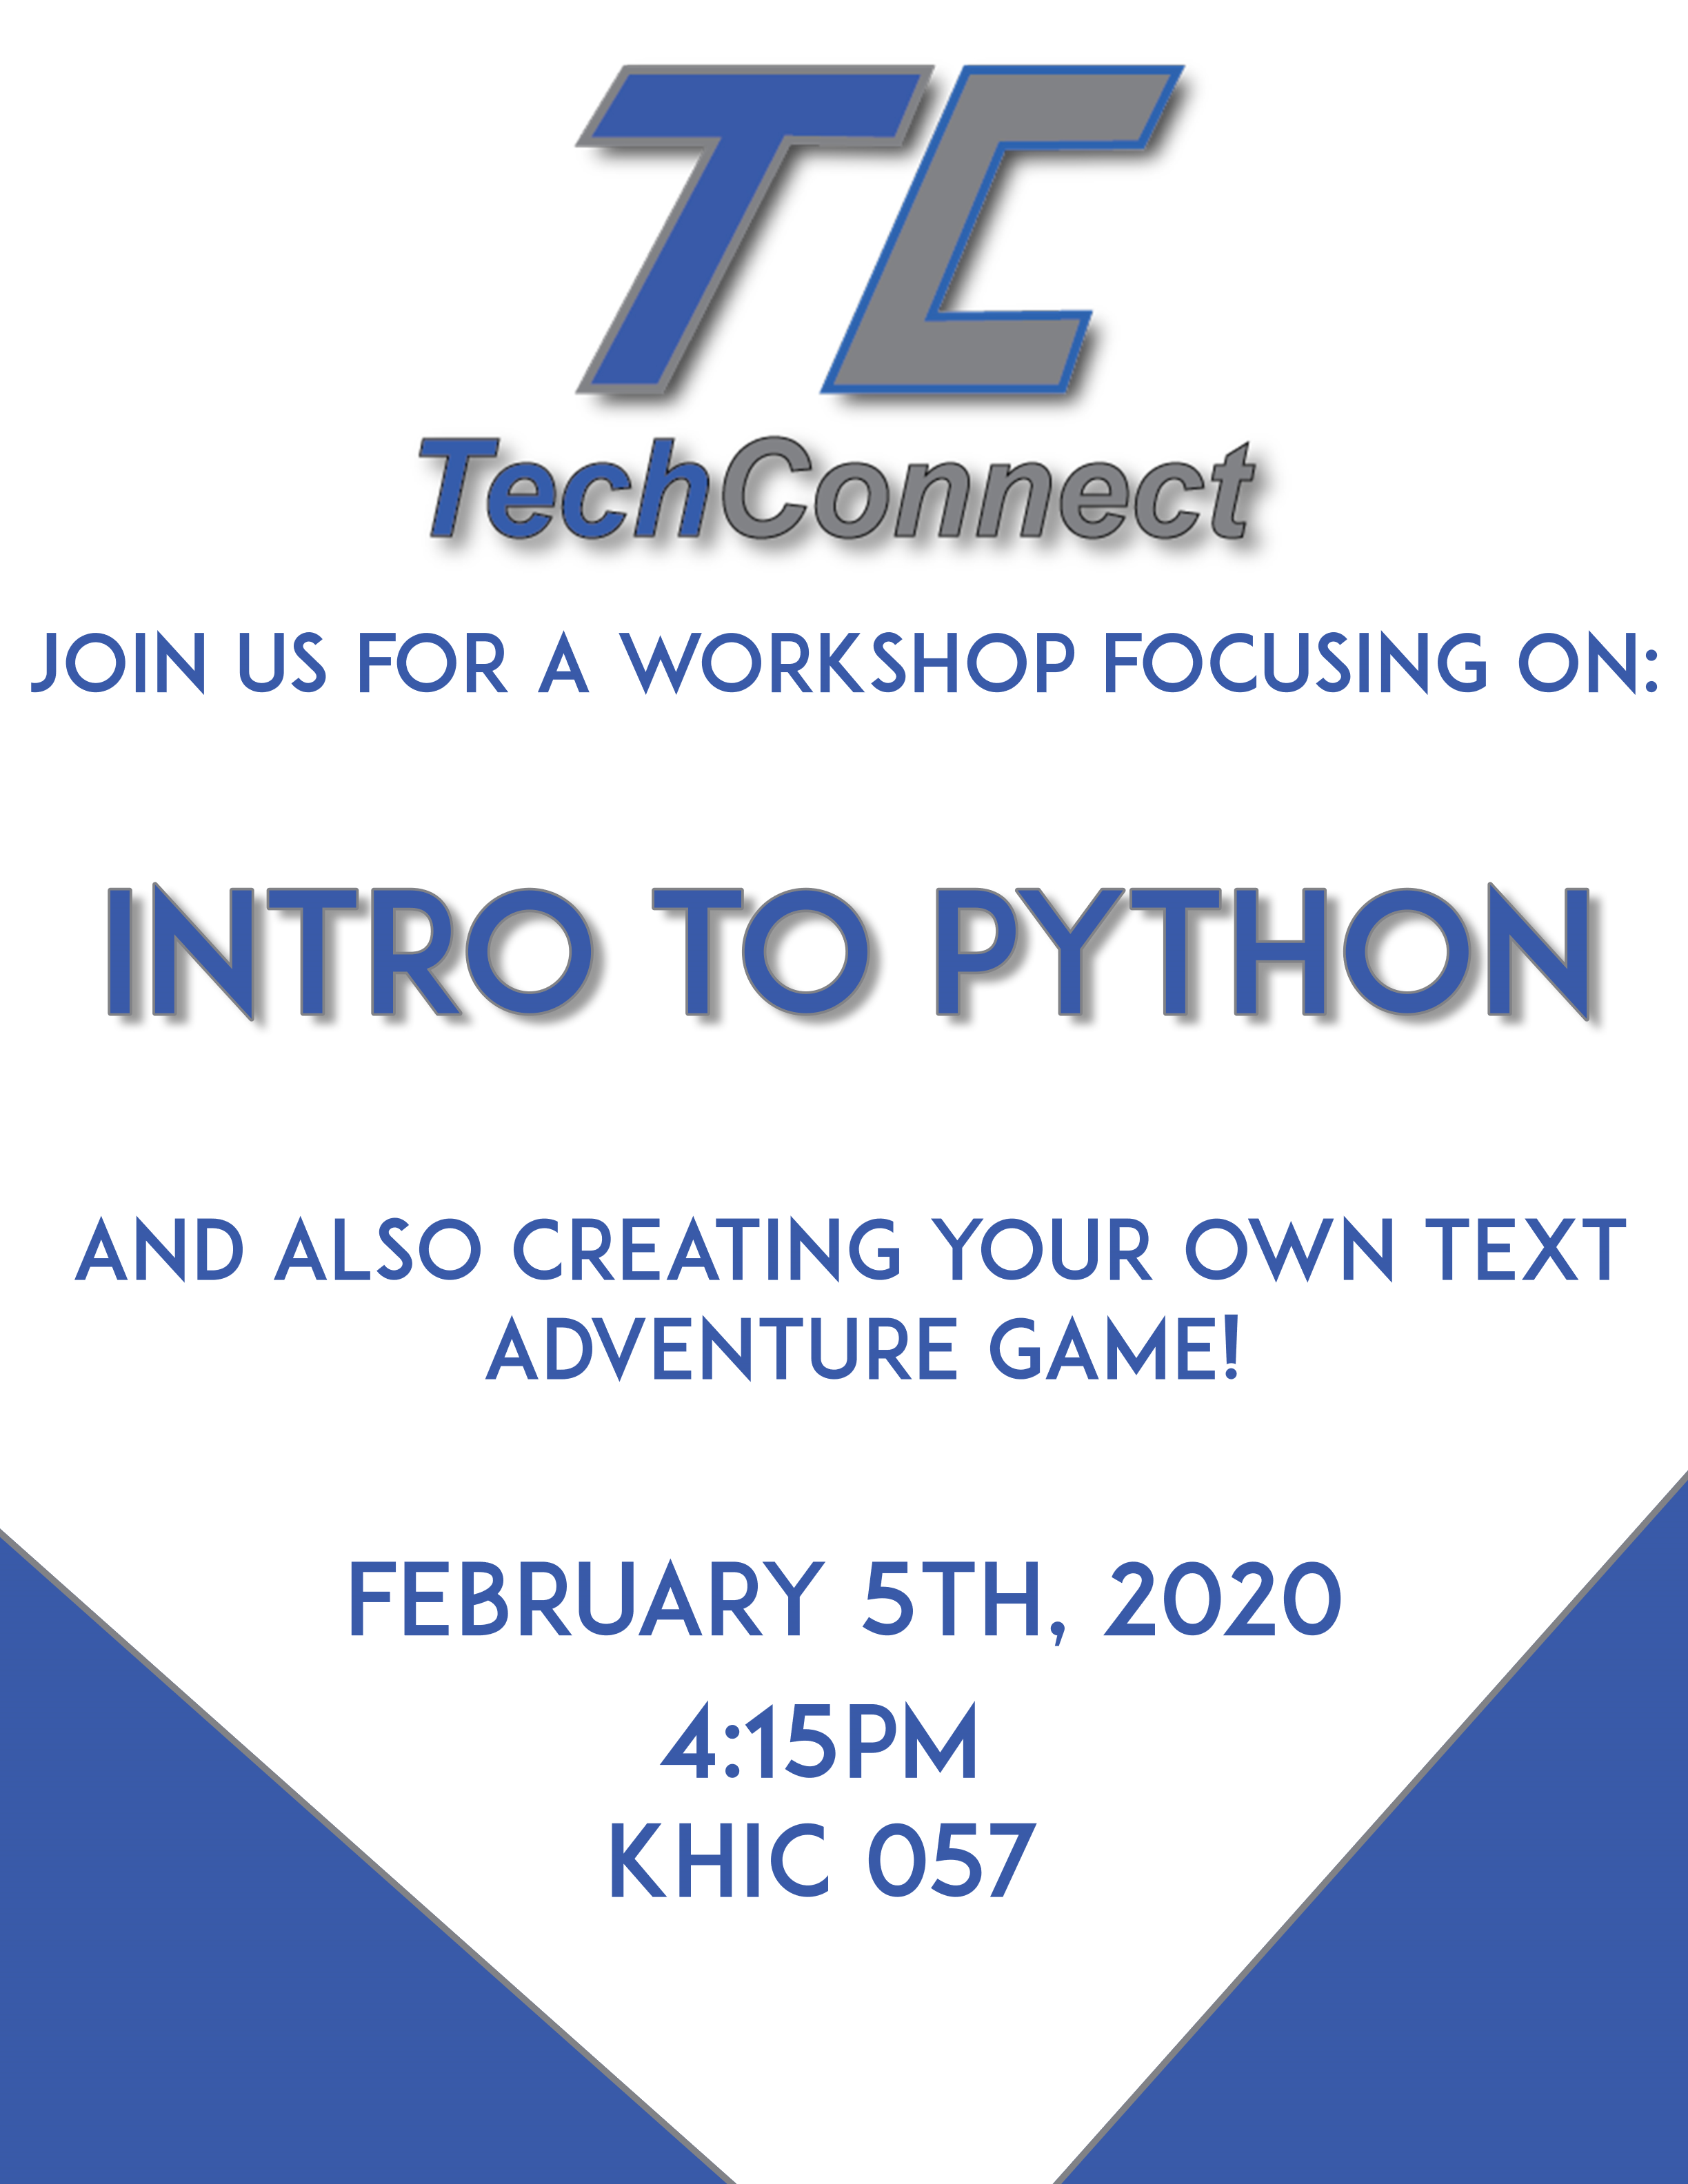 TC
TechConnect
JOIN US FOR A WORKSHOP FOCUSING ON:
INTRO TO PYTHON
AND ALSO CREATING YOUR OWN TEXT
ADVENTURE GAME!
FEBRUARY 5TH, 2020
4:15PM
KHIC 057